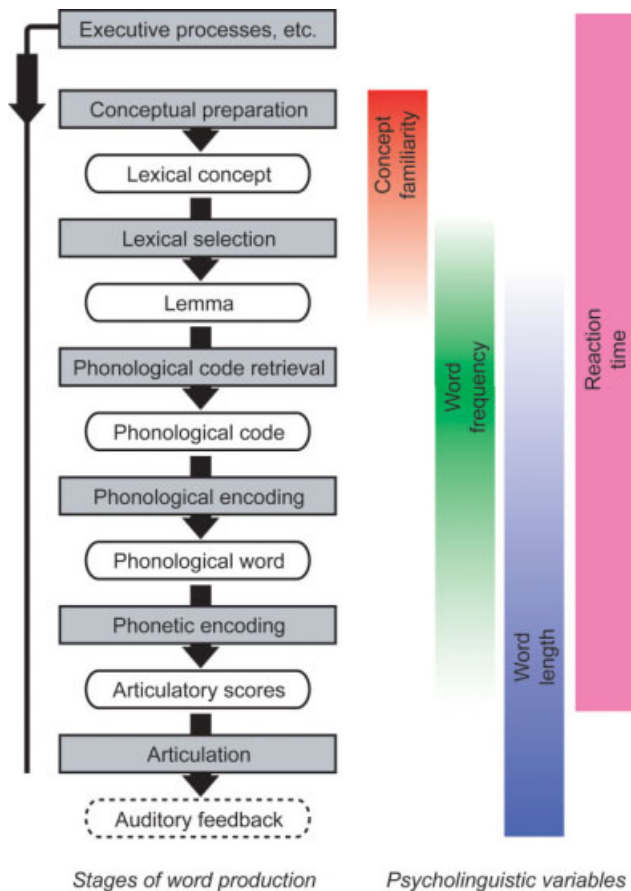 Executive processes, etc.
Conceptual preparation
Lexical concept
Lexical selection
Lemma
Phonological code retrieval
Phonological code
Phonological encoding
Phonological word
Phonetic encoding
Articulatory scores
Articulation
Auditory feedback
Stages of word production
Concept
familiarity
Word
frequency
Word
length
Reaction
time
Psycholinguistic variables